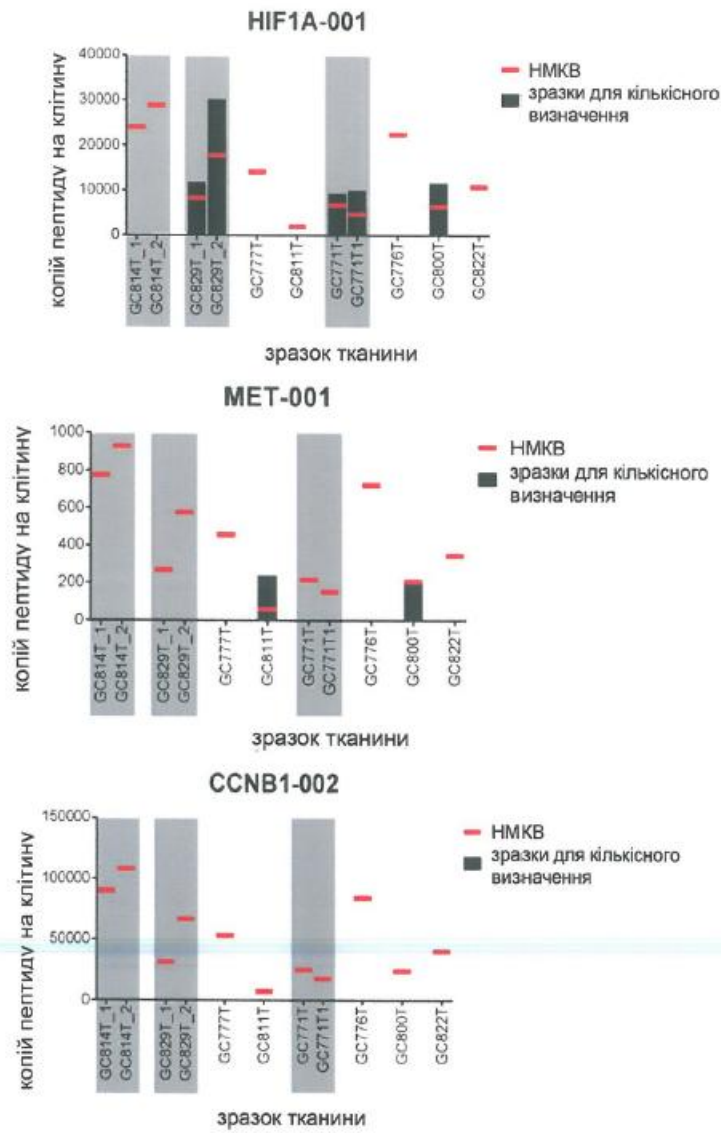 HIF1A-001
40000
30000
20000
10000
0
копій пептиду на клітину
НМКВ
зразки для кількісного
визначення
GC814T_1
GC814T_2
GC829T_1
GC829T_2
GC777T
GC811T
GC771T
GC771T1
GC776T
GC800T
GC822T
зразок тканини
MET-001
1000
800
600
400
200
0
копій пептиду на клітину
НМКВ
зразки для кількісного
визначення
GC814T_1
GC814T_2
GC829T_1
GC829T_2
GC777T
GC811T
GC771T
GC771T1
GC776T
GC800T
GC822T
зразок тканини
CCNB1-002
150000
100000
50000
0
копій пептиду на клітину
НМКВ
зразки для кількісного
визначення
GC814T_1
GC814T_2
GC829T_1
GC829T_2
GC777T
GC811T
GC771T
GC771T1
GC776T
GC800T
GC822T
зразок тканини